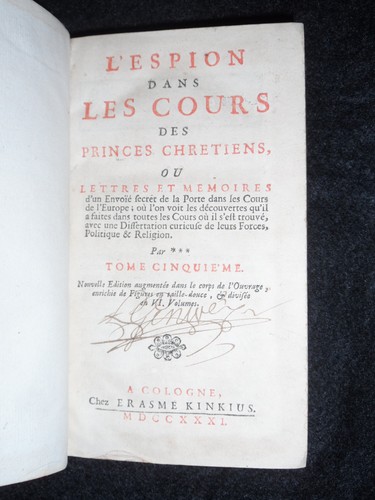 L'ESPION
DANS
LES COURS
DES
PRINCES CHRETIENS,
OU
LETTRES ET MEMOIRES
d'un Envoïé secrét de la Porte dans les Cours
de l'Europe; où l'on voit les découvertes qu'il
a faites dans toutes les Cours où il s'est trouvé,
avec une Dissertation curieuse de leurs Forces,
Politique & Religion.
Par ***
TOME CINQUIEME.
Nouvelle Edition augmentée dans le corps de l'Ouvrage,
enrichie de Figures en taille-douce, & divisée
en VI. Volumes.
A COLOGNE,
Chez ERASME KINKIUS.
MDCCXXXI.